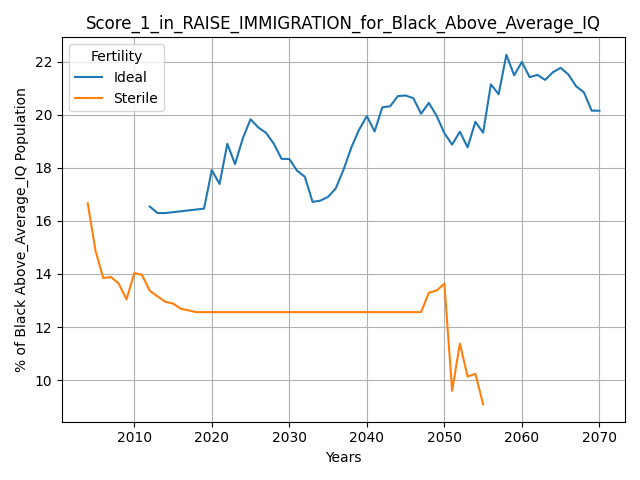 Score_1_in_RAISE_IMMIGRATION_for_Black_Above_Average_IQ
Fertility
Ideal
Sterile
% of Black Above_Average_IQ Population
22
20
18
16
14
12
10
2010 2020 2030 2040 2050 2060 2070
Years